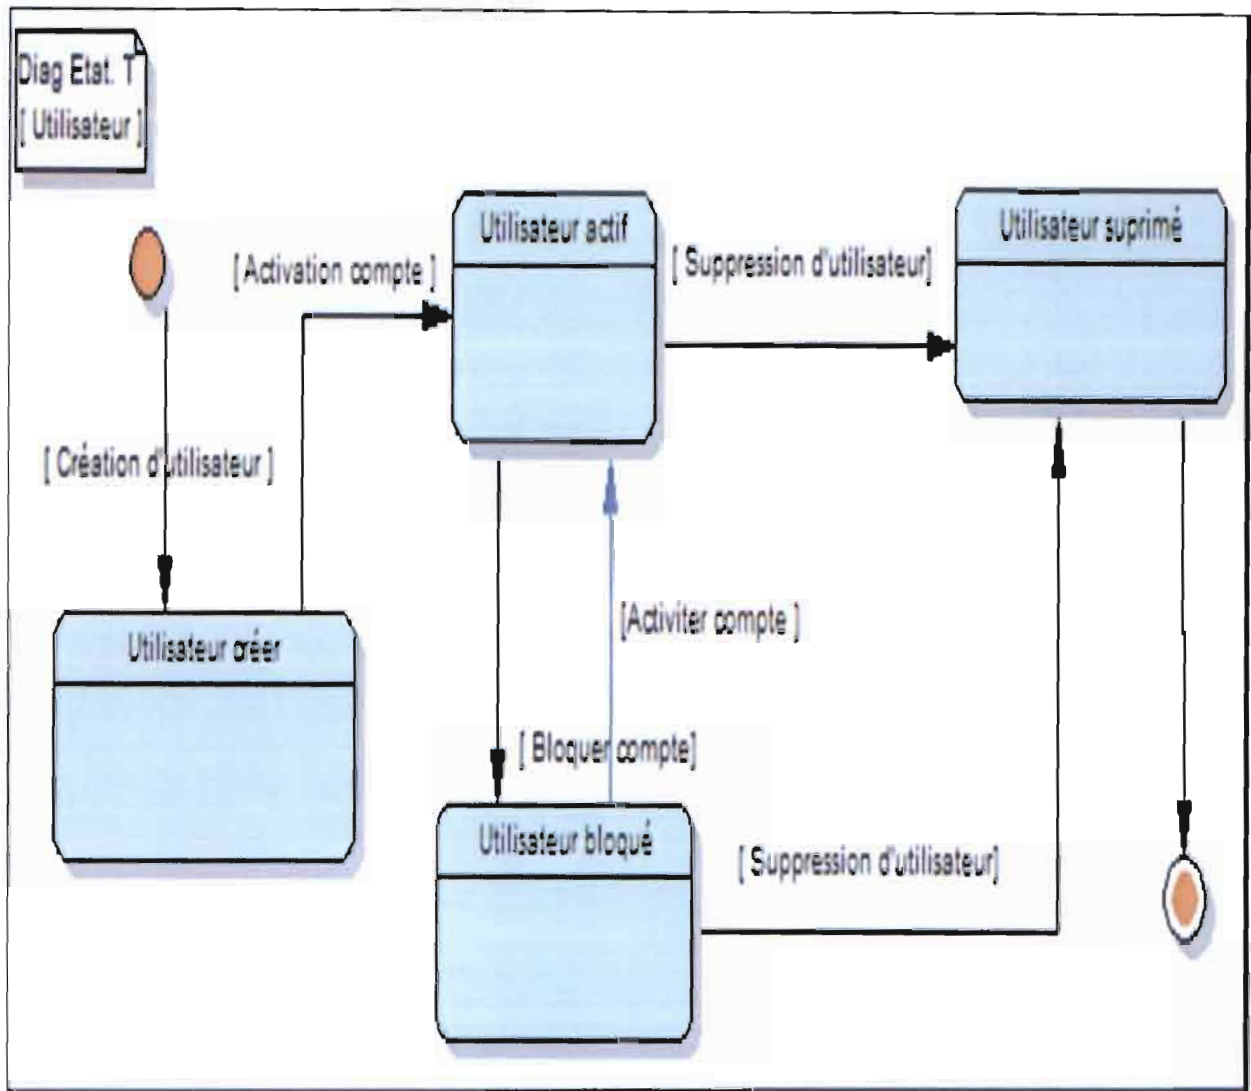 Diag Etat. T
[ Utilisateur ]
Utilisateur actif
Utilisateur suprimé
[ Activation compte ]
[ Suppression d'utilisateur]
[ Création d'utilisateur ]
[Activiter compte ]
Utilisateur créer
[ Bloquer compte]
Utilisateur bloqué
[ Suppression d'utilisateur]